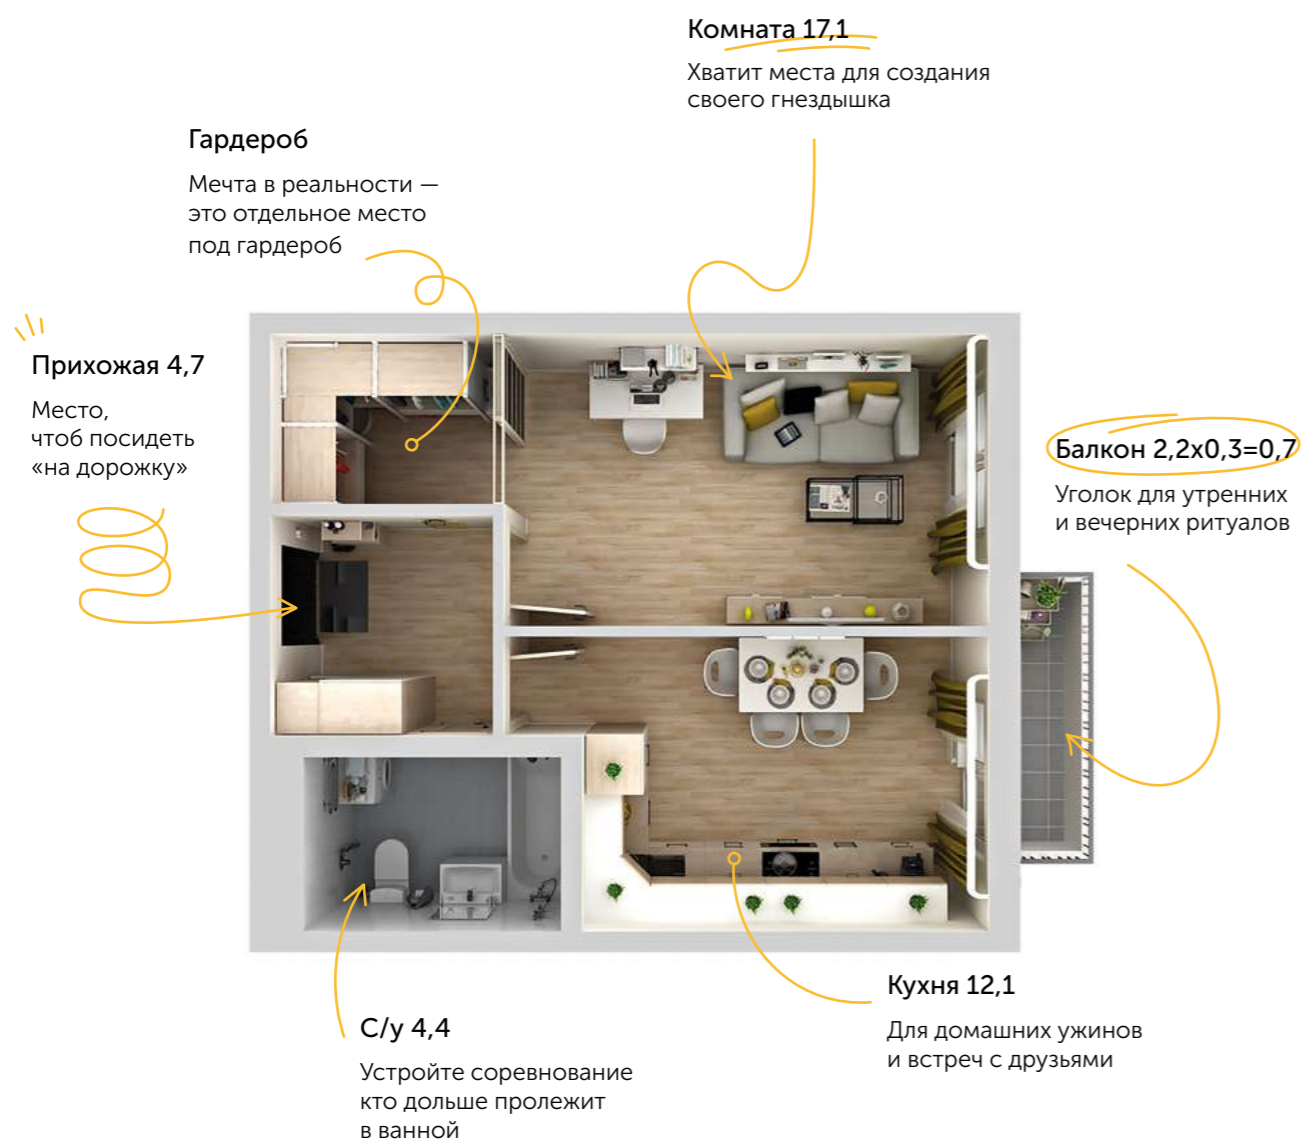 Комната 17,1
Хватит места для создания
своего гнездышка
Гардероб
Мечта в реальности —
это отдельное место
под гардероб
Прихожая 4,7
Место,
чтоб посидеть
«на дорожку»
Балкон 2,2х0,3=0,7
Уголок для утренних
и вечерних ритуалов
Кухня 12,1
Для домашних ужинов
и встреч с друзьями
С/у 4,4
Устройте соревнование
кто дольше пролежит
в ванной